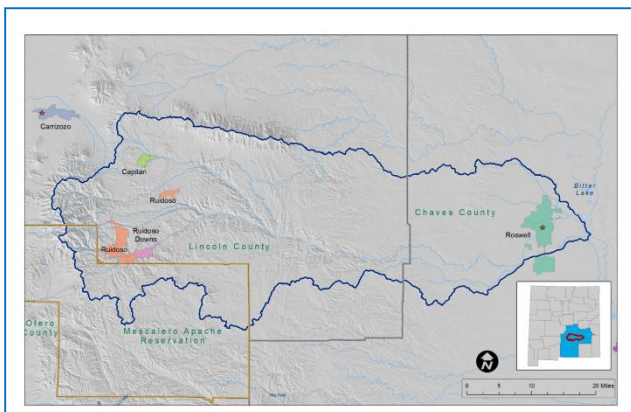 Carrizozo
Capitan
Ruidoso
Ruidoso
Downs
Ruidoso
Lincoln County
Chaves County
Bitter
Lake
Roswell
Otero
County
Mescalero Apache
Reservation
N
0 5 10 20 Miles